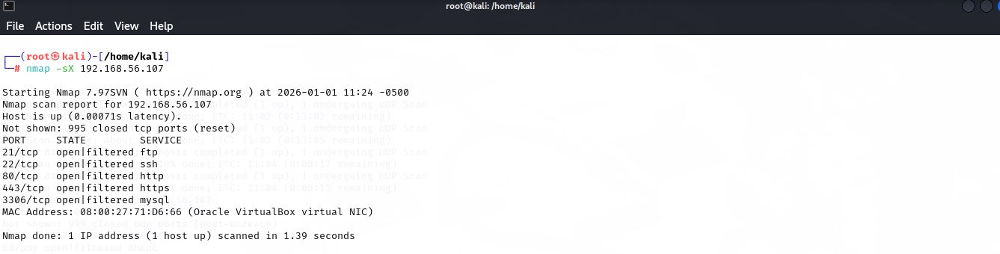 root@kali: /home/kali
File Actions Edit View Help
┌──(root㉿kali)-[/home/kali]
└─# nmap -sX 192.168.56.107
Starting Nmap 7.97SVN ( https://nmap.org ) at 2026-01-01 11:24 -0500
Nmap scan report for 192.168.56.107
Host is up (0.00071s latency).
Not shown: 995 closed tcp ports (reset)
PORT     STATE         SERVICE
21/tcp   open|filtered ftp
22/tcp   open|filtered ssh
80/tcp   open|filtered http
443/tcp  open|filtered https
3306/tcp open|filtered mysql
MAC Address: 08:00:27:71:D6:66 (Oracle VirtualBox virtual NIC)
Nmap done: 1 IP address (1 host up) scanned in 1.39 seconds